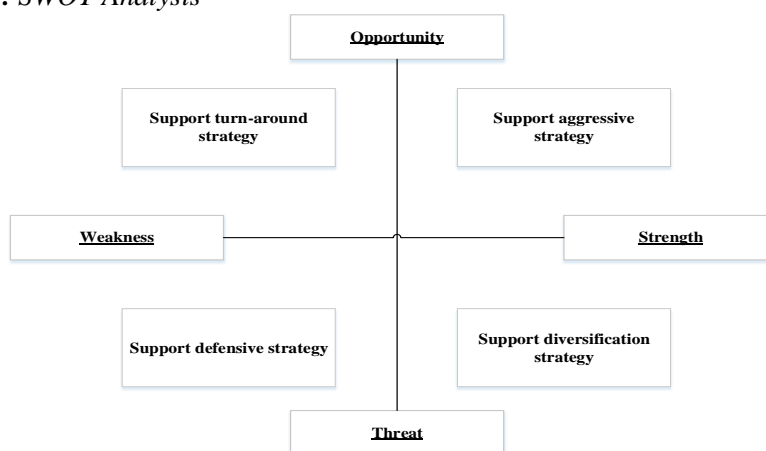 : SWOT Analysis
Opportunity
Support turn-around
strategy
Support aggressive
strategy
Weakness
Strength
Support defensive strategy
Support diversification
strategy
Threat